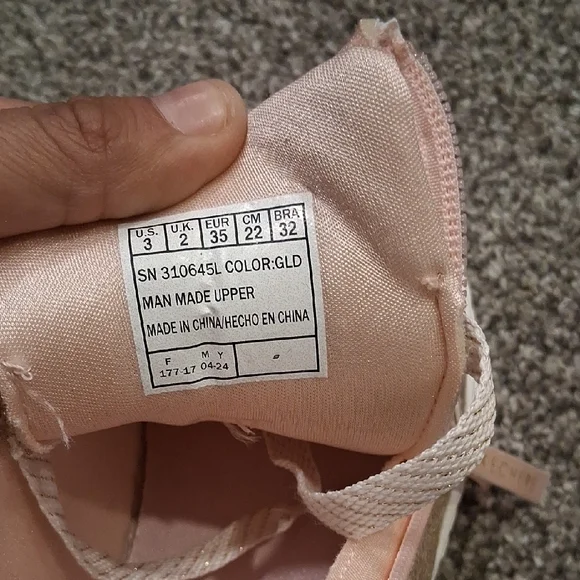 U.S. U.K. EUR CM BRA
3 2 35 22 32
SN 310645L COLOR:GLD
MAN MADE UPPER
MADE IN CHINA/HECHO EN CHINA
F M Y
177-17 04-24